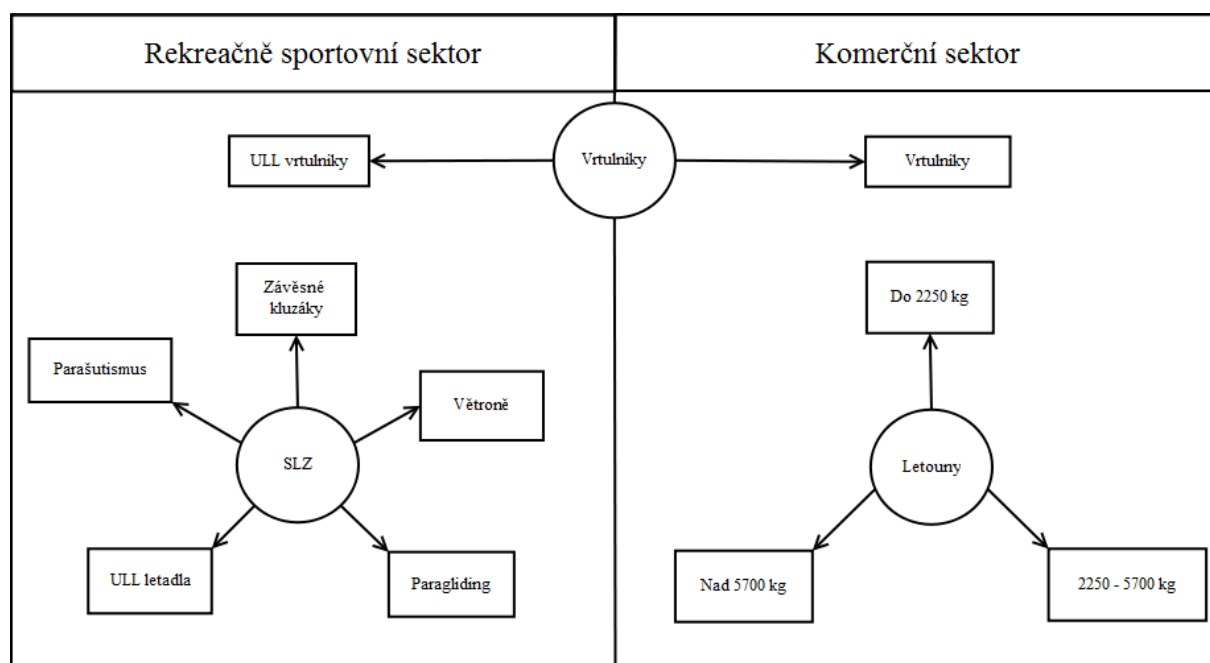 Rekreačně sportovní sektor
Komerční sektor
ULL vrtulníky
Vrtulníky
Vrtulníky
Závěsné
kluzáky
Do 2250 kg
Parašutismus
Větroně
SLZ
Letouny
ULL letadla
Paragliding
Nad 5700 kg
2250 - 5700 kg